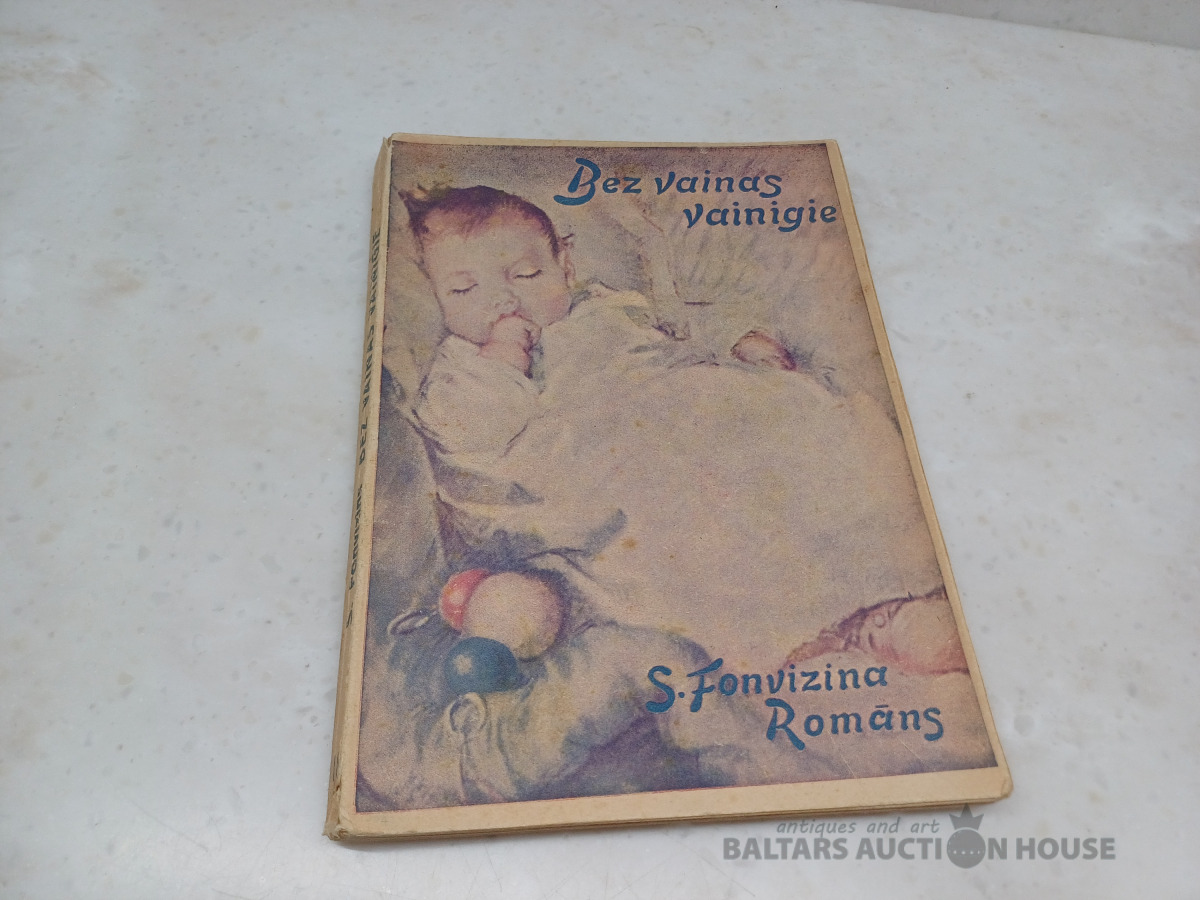 Bez vainas
vainigie
S. Fonvizina
Romāns
BEZ VAINAS VAINIGIE
antiques and art
BALTARS AUCTION HOUSE